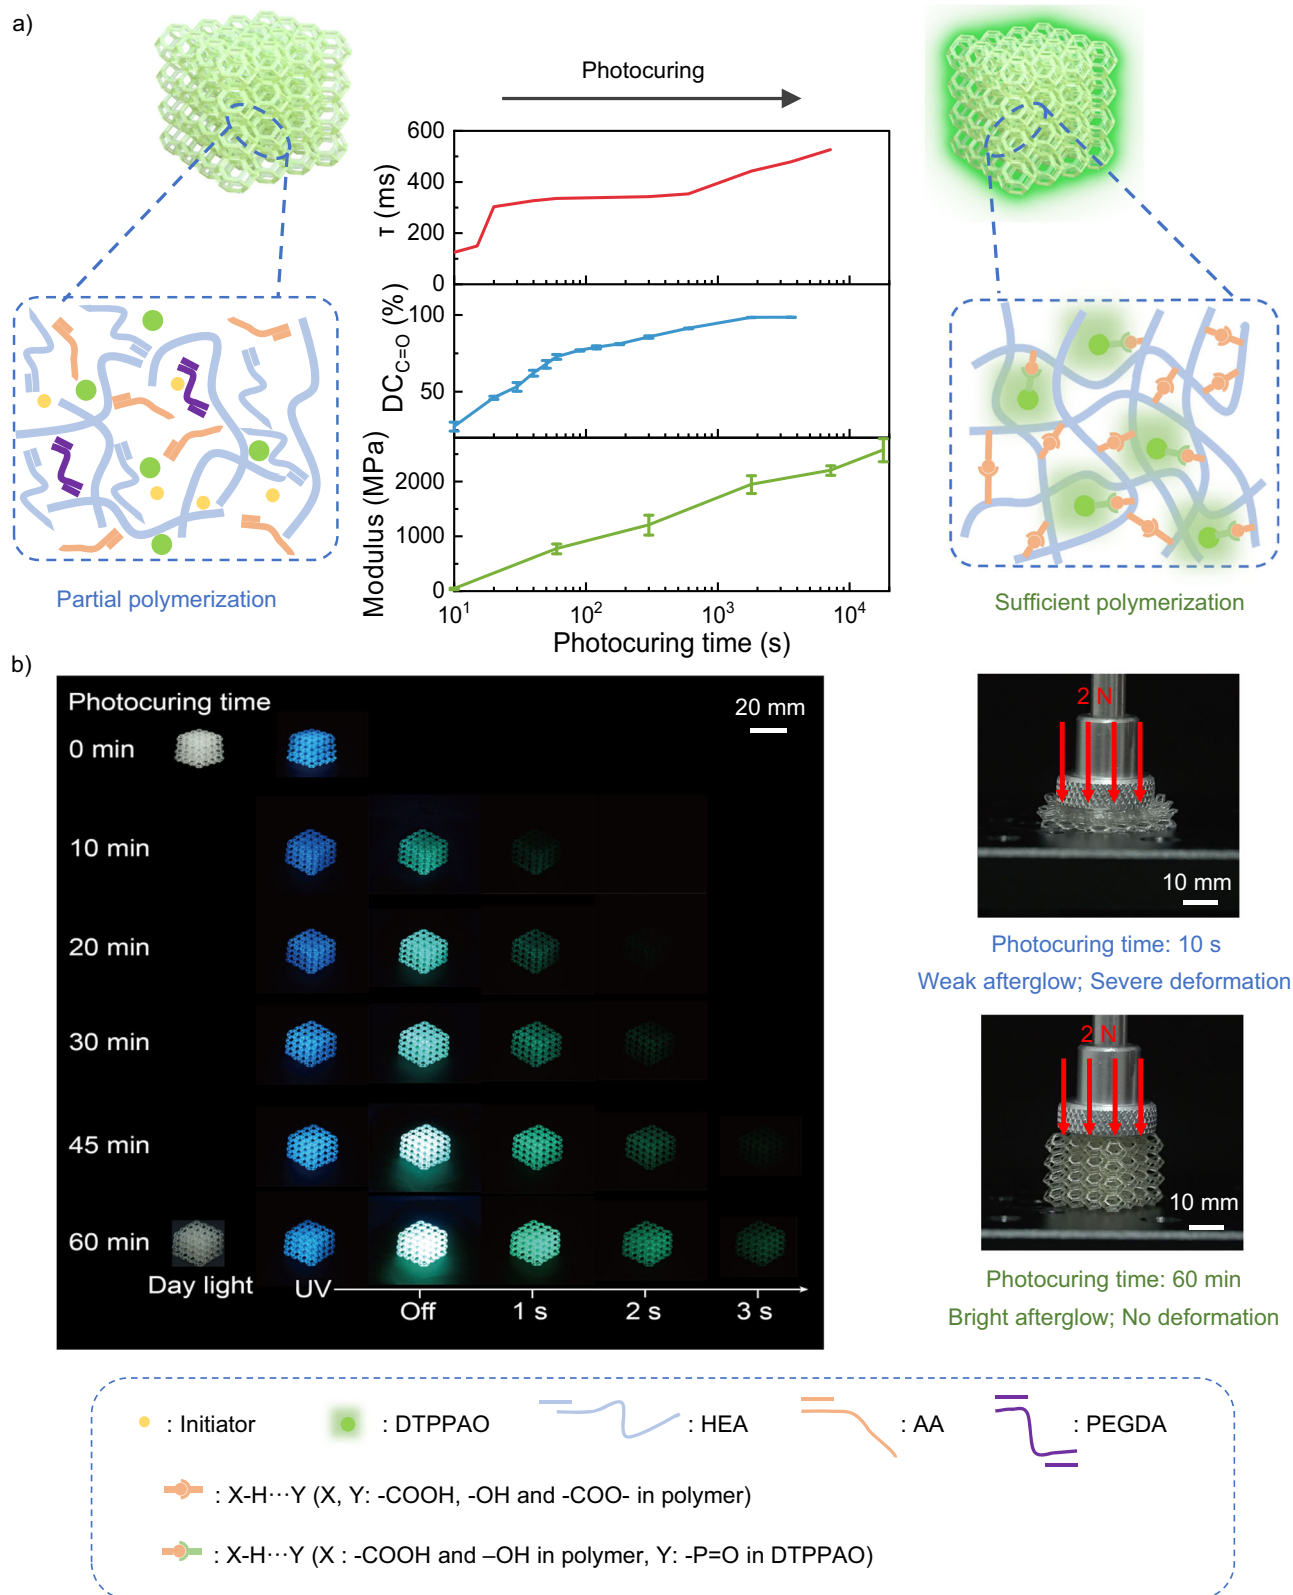 a)
Photocuring
τ (ms)
600
400
200
0
DC_C=O (%)
100
50
Modulus (MPa)
2000
1000
0
10¹
10²
10³
10⁴
Photocuring time (s)
Partial polymerization
Sufficient polymerization
b)
Photocuring time
20 mm
0 min
10 min
20 min
30 min
45 min
60 min
Day light
UV
Off
1 s
2 s
3 s
2 N
10 mm
Photocuring time: 10 s
Weak afterglow; Severe deformation
2 N
10 mm
Photocuring time: 60 min
Bright afterglow; No deformation
: Initiator
: DTPPAO
: HEA
: AA
: PEGDA
: X-H···Y (X, Y: -COOH, -OH and -COO- in polymer)
: X-H···Y (X : -COOH and –OH in polymer, Y: -P=O in DTPPAO)